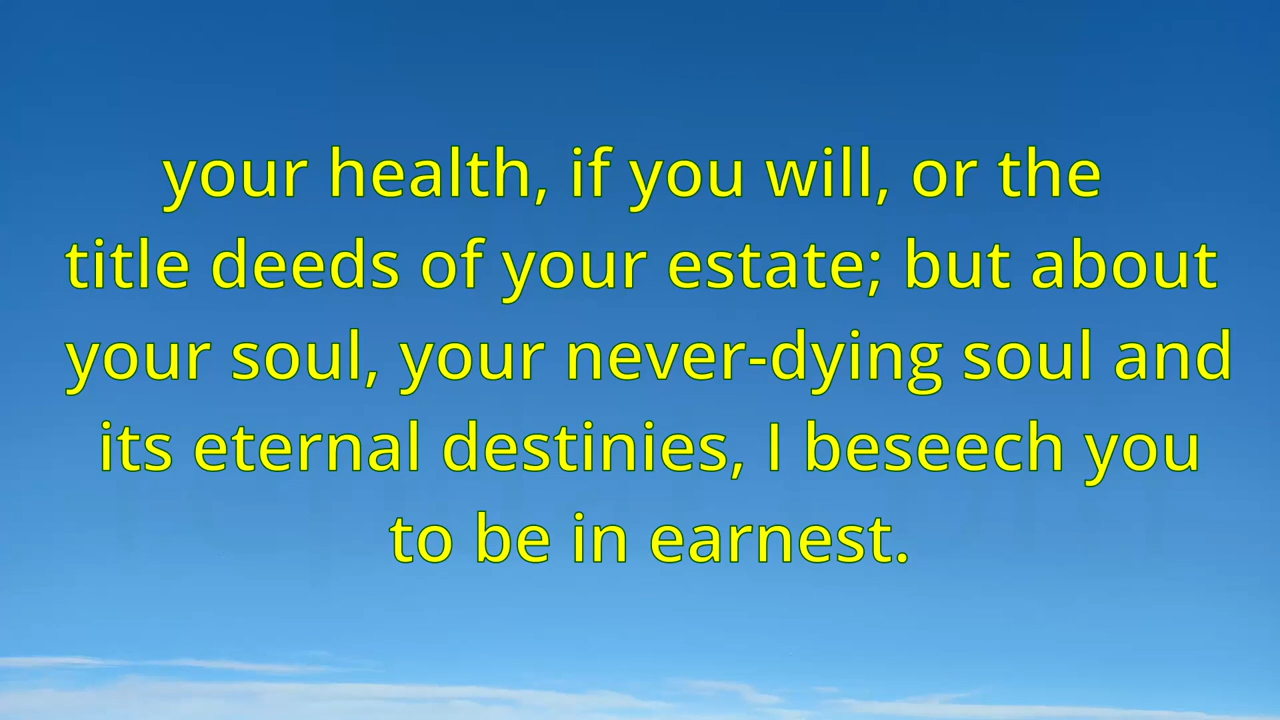 your health, if you will, or the
title deeds of your estate; but about
your soul, your never-dying soul and
its eternal destinies, I beseech you
to be in earnest.